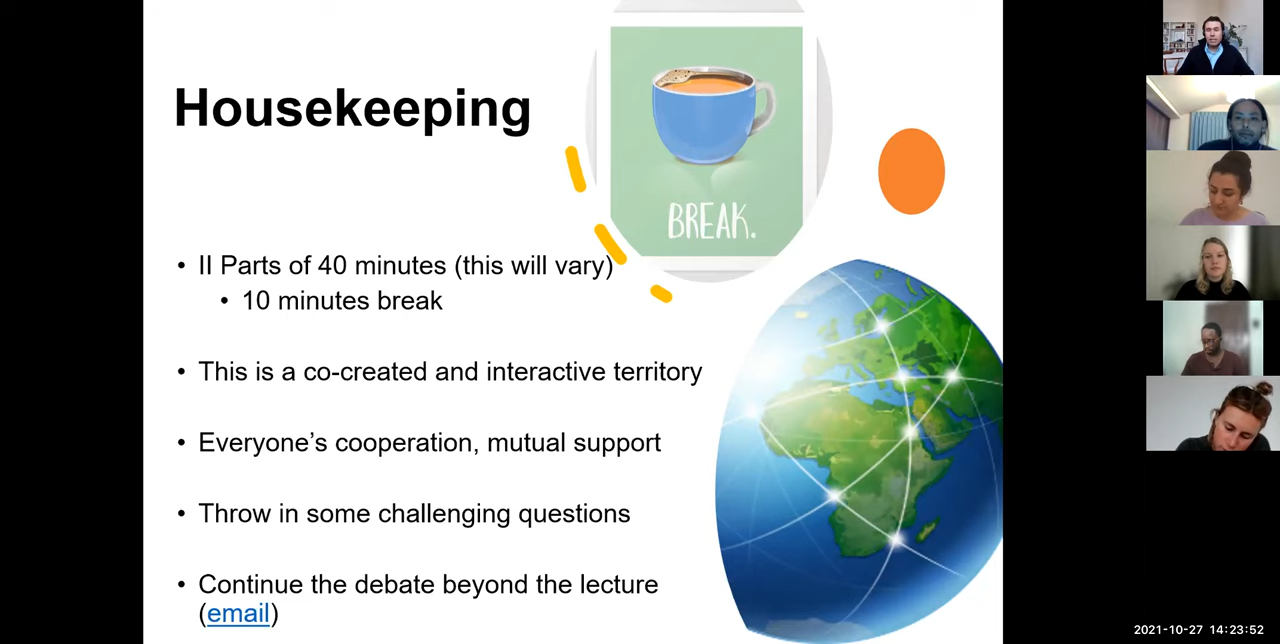 Housekeeping
BREAK.
• II Parts of 40 minutes (this will vary)
• 10 minutes break
• This is a co-created and interactive territory
• Everyone’s cooperation, mutual support
• Throw in some challenging questions
• Continue the debate beyond the lecture
(email)
2021-10-27 14:23:52